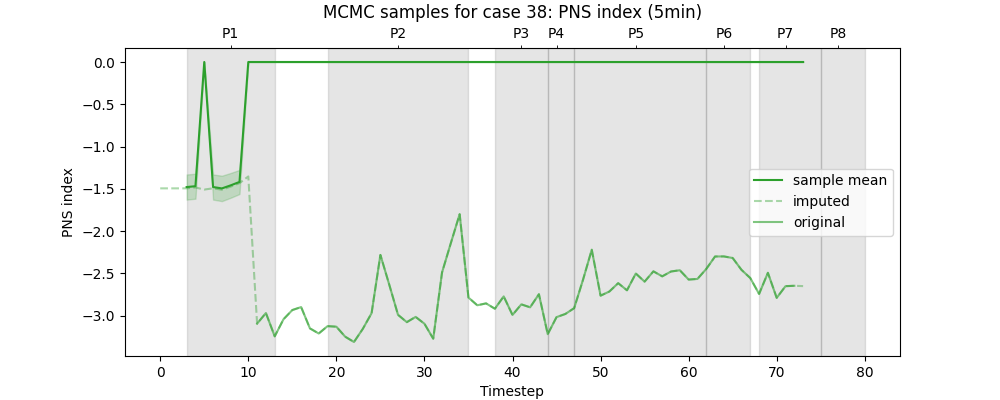 MCMC samples for case 38: PNS index (5min)
P1 P2 P3 P4 P5 P6 P7 P8
0.0
−0.5
−1.0
−1.5
−2.0
−2.5
−3.0
PNS index
sample mean
imputed
original
0 10 20 30 40 50 60 70 80
Timestep